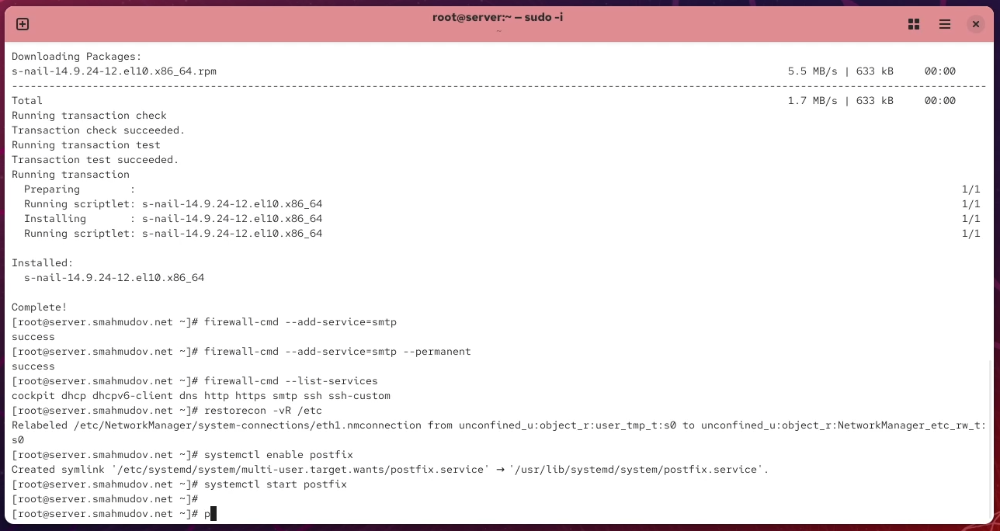 root@server:~ — sudo -i
~
Downloading Packages:
s-nail-14.9.24-12.el10.x86_64.rpm 5.5 MB/s | 633 kB 00:00
--------------------------------------------------------------------------------
Total 1.7 MB/s | 633 kB 00:00
Running transaction check
Transaction check succeeded.
Running transaction test
Transaction test succeeded.
Running transaction
  Preparing        : 1/1
  Running scriptlet: s-nail-14.9.24-12.el10.x86_64 1/1
  Installing       : s-nail-14.9.24-12.el10.x86_64 1/1
  Running scriptlet: s-nail-14.9.24-12.el10.x86_64 1/1
Installed:
  s-nail-14.9.24-12.el10.x86_64
Complete!
[root@server.smahmudov.net ~]# firewall-cmd --add-service=smtp
success
[root@server.smahmudov.net ~]# firewall-cmd --add-service=smtp --permanent
success
[root@server.smahmudov.net ~]# firewall-cmd --list-services
cockpit dhcp dhcpv6-client dns http https smtp ssh ssh-custom
[root@server.smahmudov.net ~]# restorecon -vR /etc
Relabeled /etc/NetworkManager/system-connections/eth1.nmconnection from unconfined_u:object_r:user_tmp_t:s0 to unconfined_u:object_r:NetworkManager_etc_rw_t:
s0
[root@server.smahmudov.net ~]# systemctl enable postfix
Created symlink '/etc/systemd/system/multi-user.target.wants/postfix.service' → '/usr/lib/systemd/system/postfix.service'.
[root@server.smahmudov.net ~]# systemctl start postfix
[root@server.smahmudov.net ~]#
[root@server.smahmudov.net ~]# p